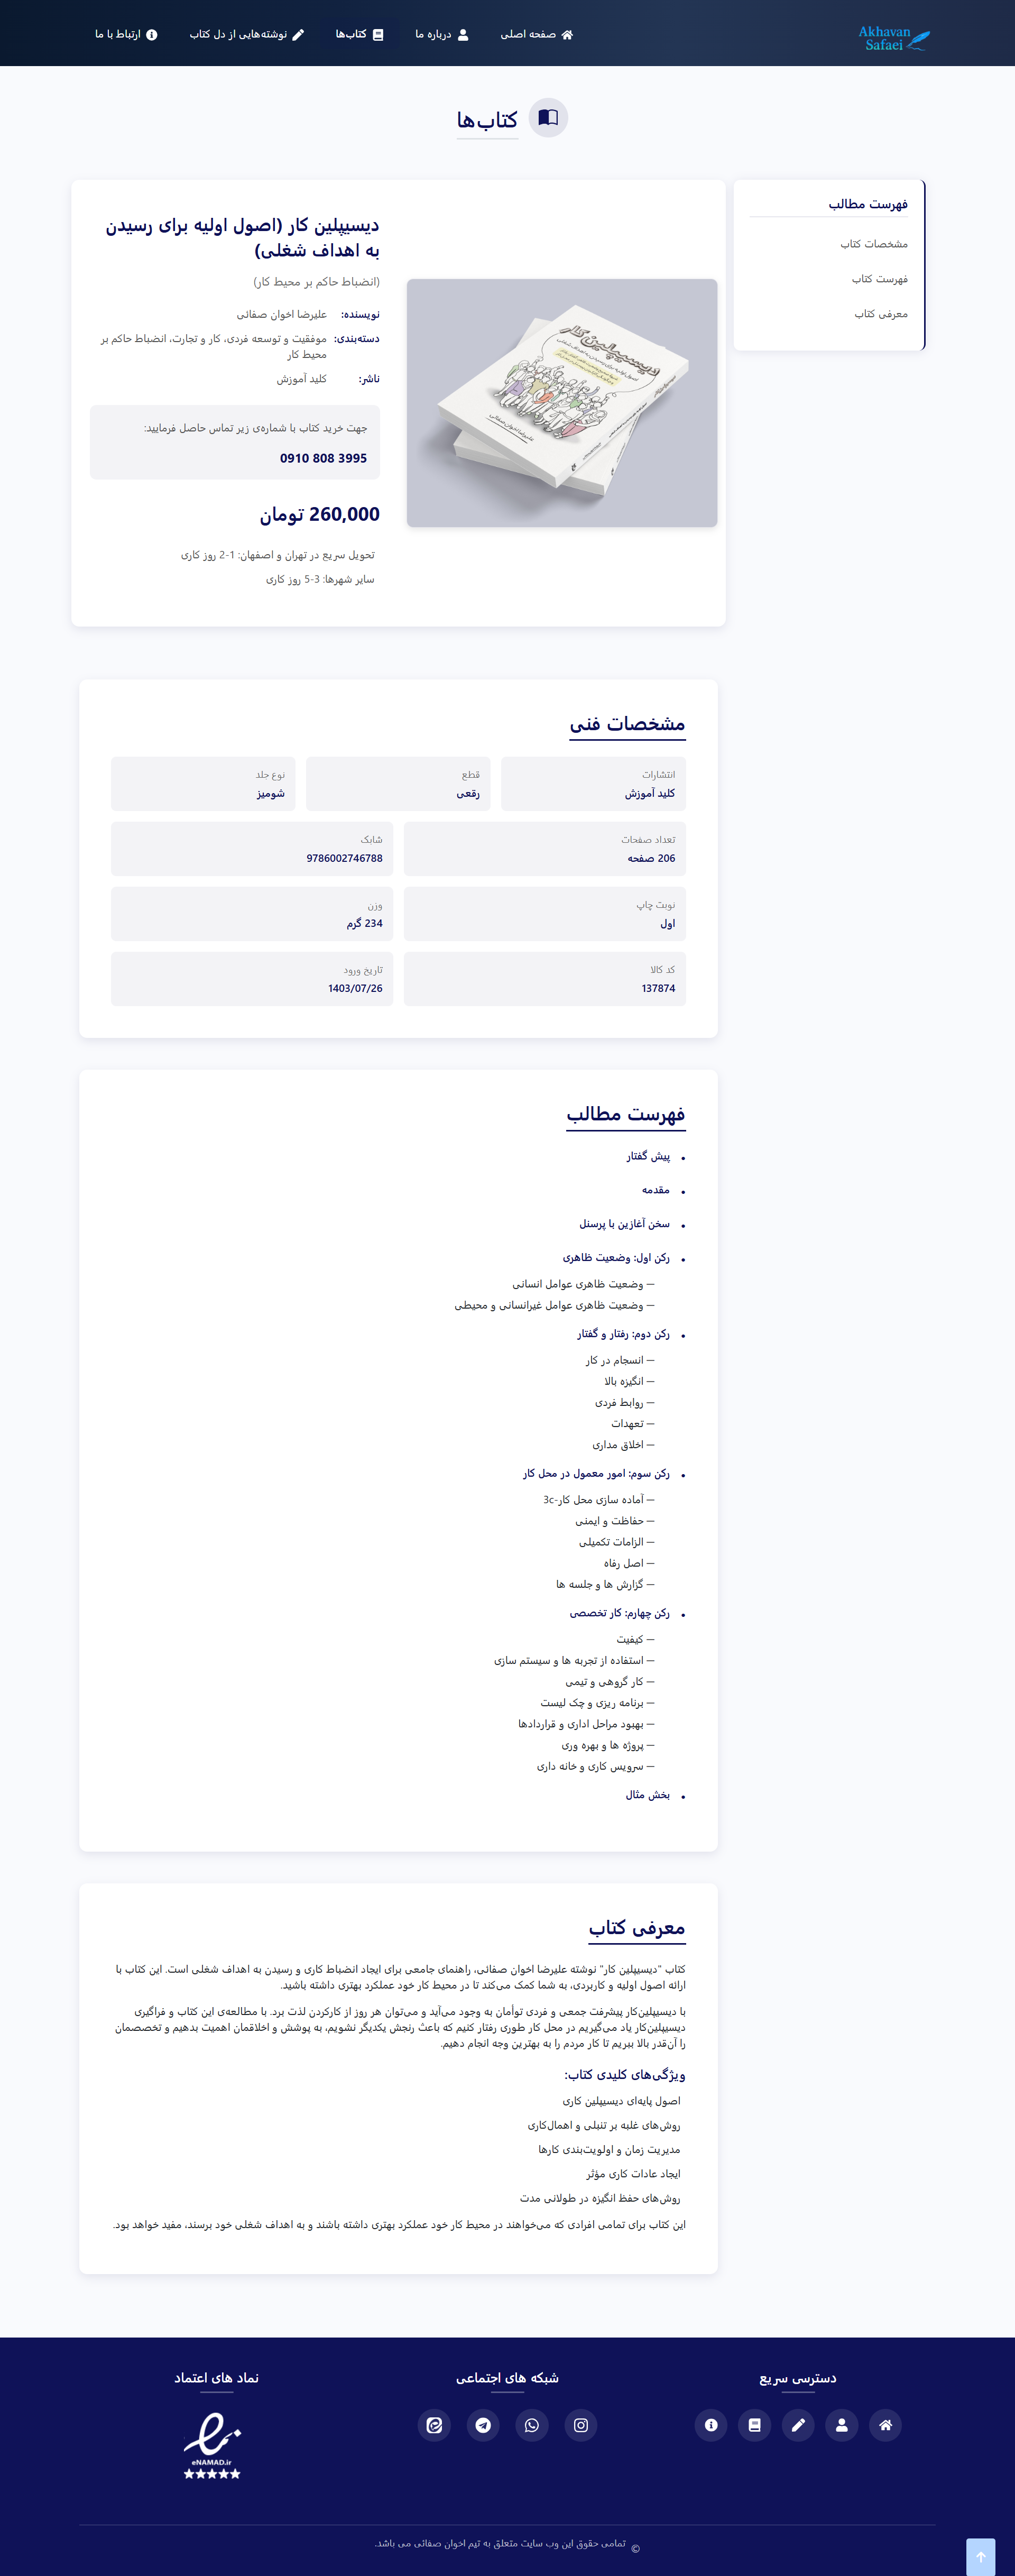 Akhavan
Safaei
صفحه اصلی
درباره ما
کتاب‌ها
نوشته‌هایی از دل کتاب
ارتباط با ما
کتاب‌ها
فهرست مطالب
مشخصات کتاب
فهرست کتاب
معرفی کتاب
دیسیپلین کار
اصول اولیه برای رسیدن به اهداف شغلی
علیرضا اخوان صفائی
دیسیپلین کار (اصول اولیه برای رسیدن
به اهداف شغلی)
(انضباط حاکم بر محیط کار)
نویسنده: علیرضا اخوان صفائی
دسته‌بندی: موفقیت و توسعه فردی، کار و تجارت، انضباط حاکم بر
محیط کار
ناشر: کلید آموزش
جهت خرید کتاب با شماره‌ی زیر تماس حاصل فرمایید:
0910 808 3995
260,000 تومان
تحویل سریع در تهران و اصفهان: 1-2 روز کاری
سایر شهرها: 3-5 روز کاری
مشخصات فنی
انتشارات
کلید آموزش
قطع
رقعی
نوع جلد
شومیز
تعداد صفحات
206 صفحه
شابک
9786002746788
نوبت چاپ
اول
وزن
234 گرم
کد کالا
137874
تاریخ ورود
1403/07/26
فهرست مطالب
• پیش گفتار
• مقدمه
• سخن آغازین با پرسنل
• رکن اول: وضعیت ظاهری
— وضعیت ظاهری عوامل انسانی
— وضعیت ظاهری عوامل غیرانسانی و محیطی
• رکن دوم: رفتار و گفتار
— انسجام در کار
— انگیزه بالا
— روابط فردی
— تعهدات
— اخلاق مداری
• رکن سوم: امور معمول در محل کار
— آماده سازی محل کار-3c
— حفاظت و ایمنی
— الزامات تکمیلی
— اصل رفاه
— گزارش ها و جلسه ها
• رکن چهارم: کار تخصصی
— کیفیت
— استفاده از تجربه ها و سیستم سازی
— کار گروهی و تیمی
— برنامه ریزی و چک لیست
— بهبود مراحل اداری و قراردادها
— پروژه ها و بهره وری
— سرویس کاری و خانه داری
• بخش مثال
معرفی کتاب
کتاب "دیسیپلین کار" نوشته علیرضا اخوان صفائی، راهنمای جامعی برای ایجاد انضباط کاری و رسیدن به اهداف شغلی است. این کتاب با
ارائه اصول اولیه و کاربردی، به شما کمک می‌کند تا در محیط کار خود عملکرد بهتری داشته باشید.
با دیسیپلین‌کار پیشرفت جمعی و فردی توأمان به وجود می‌آید و می‌توان هر روز از کارکردن لذت برد. با مطالعه‌ی این کتاب و فراگیری
دیسیپلین‌کار یاد می‌گیریم در محل کار طوری رفتار کنیم که باعث رنجش یکدیگر نشویم، به پوشش و اخلاقمان اهمیت بدهیم و تخصصمان
را آن‌قدر بالا ببریم تا کار مردم را به بهترین وجه انجام دهیم.
ویژگی‌های کلیدی کتاب:
اصول پایه‌ای دیسیپلین کاری
روش‌های غلبه بر تنبلی و اهمال‌کاری
مدیریت زمان و اولویت‌بندی کارها
ایجاد عادات کاری مؤثر
روش‌های حفظ انگیزه در طولانی مدت
این کتاب برای تمامی افرادی که می‌خواهند در محیط کار خود عملکرد بهتری داشته باشند و به اهداف شغلی خود برسند، مفید خواهد بود.
دسترسی سریع
شبکه های اجتماعی
نماد های اعتماد
eNAMAD.ir
© تمامی حقوق این وب سایت متعلق به تیم اخوان صفائی می باشد.